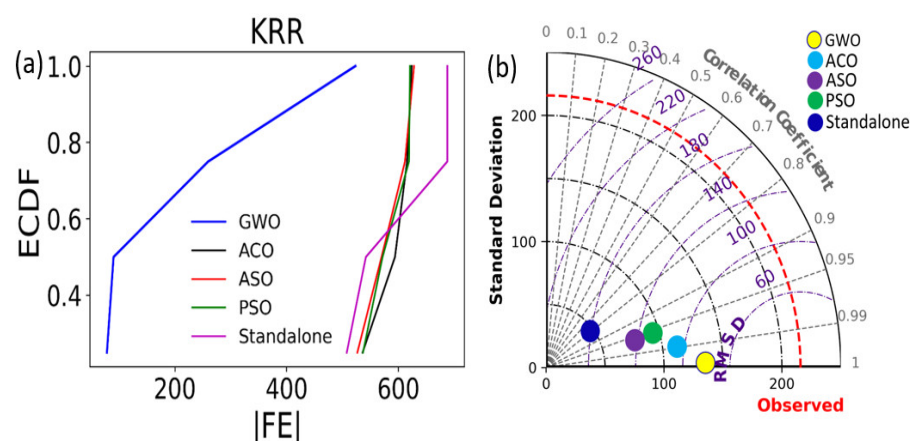 KRR
(a)
1.0
0.8
0.6
0.4
ECDF
GWO
ACO
ASO
PSO
Standalone
200
400
600
|FE|
(b)
0
0.1
0.2
0.3
0.4
0.5
0.6
0.7
0.8
0.9
0.95
0.99
1
Correlation Coefficient
260
220
180
140
100
60
RMSD
200
100
0
Standard Deviation
0
100
200
Observed
GWO
ACO
ASO
PSO
Standalone